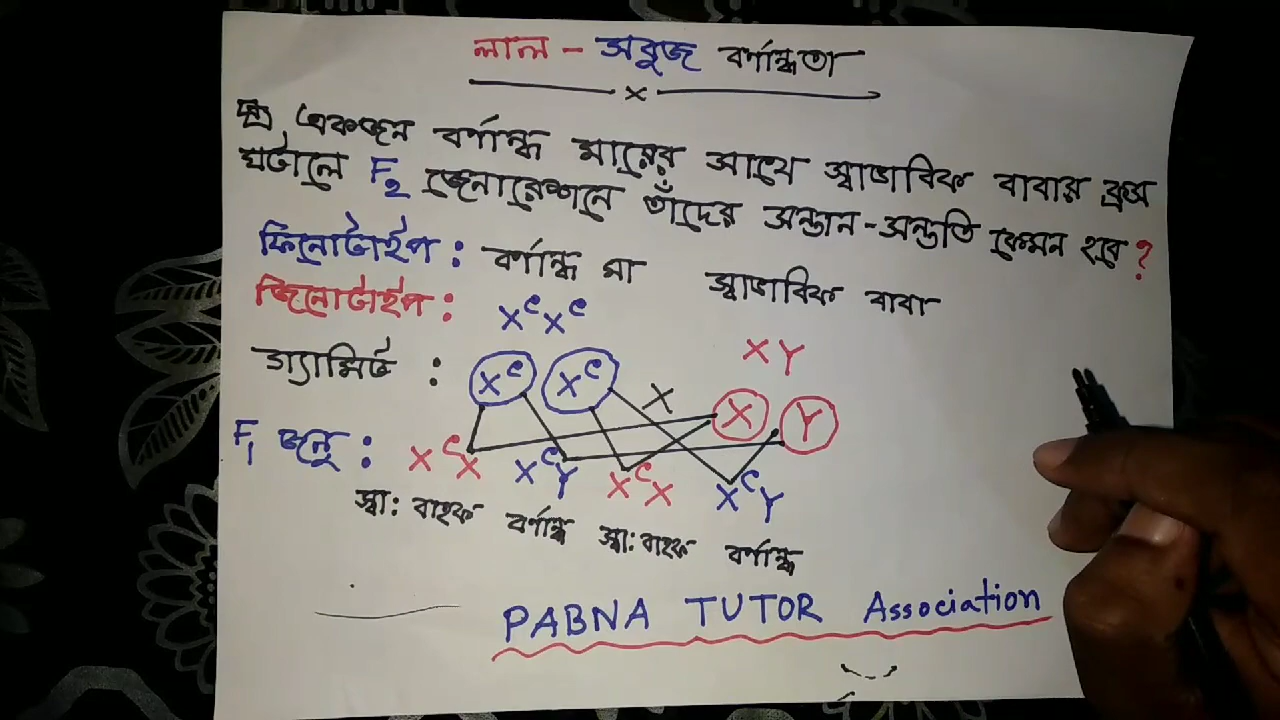 লাল - সবুজ বর্ণান্ধতা
x
একজন বর্ণান্ধ মায়ের সাথে স্বাভাবিক বাবার ক্রস
ঘটালে F₂ জেনারেশনে তাঁদের সন্তান-সন্ততি কেমন হবে?
ফিনোটাইপ : বর্ণান্ধ মা স্বাভাবিক বাবা
জিনোটাইপ : XᶜXᶜ XY
গ্যামিট : Xᶜ Xᶜ X X Y
F₁ জনু : XᶜX XᶜY XᶜX XᶜY
স্বা: বাহক বর্ণান্ধ স্বা: বাহক বর্ণান্ধ
PABNA TUTOR Association